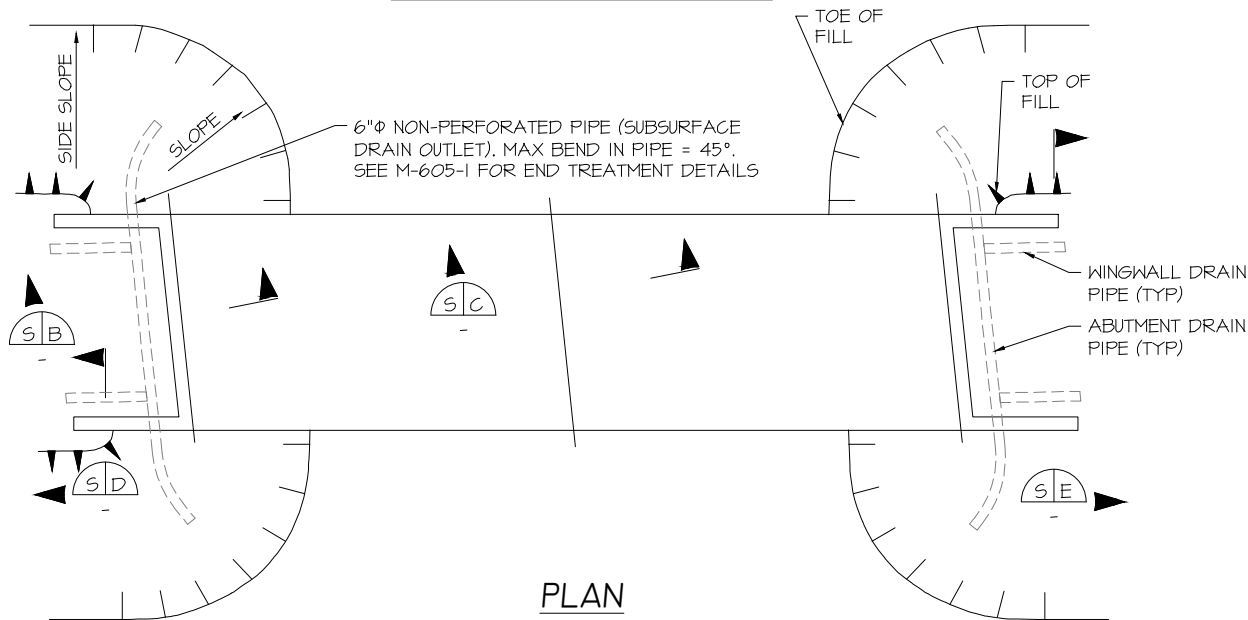 TOE OF
FILL
SIDE SLOPE
SLOPE
TOP OF
FILL
6"Φ NON-PERFORATED PIPE (SUBSURFACE
DRAIN OUTLET). MAX BEND IN PIPE = 45°.
SEE M-605-1 FOR END TREATMENT DETAILS
WINGWALL DRAIN
PIPE (TYP)
S C
-
S B
-
ABUTMENT DRAIN
PIPE (TYP)
S D
-
S E
-
PLAN